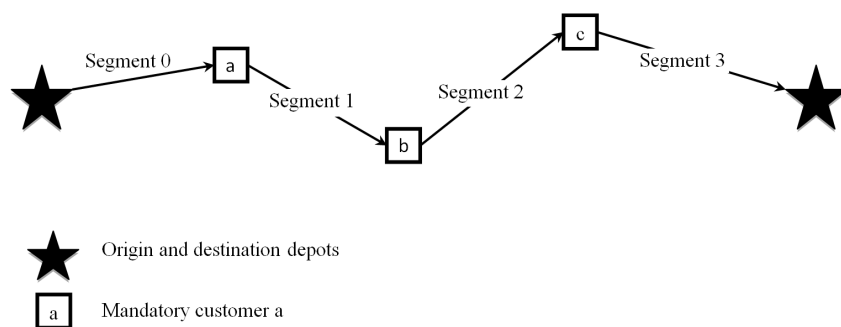 Segment 0
a
Segment 1
b
Segment 2
c
Segment 3
Origin and destination depots
a
Mandatory customer a